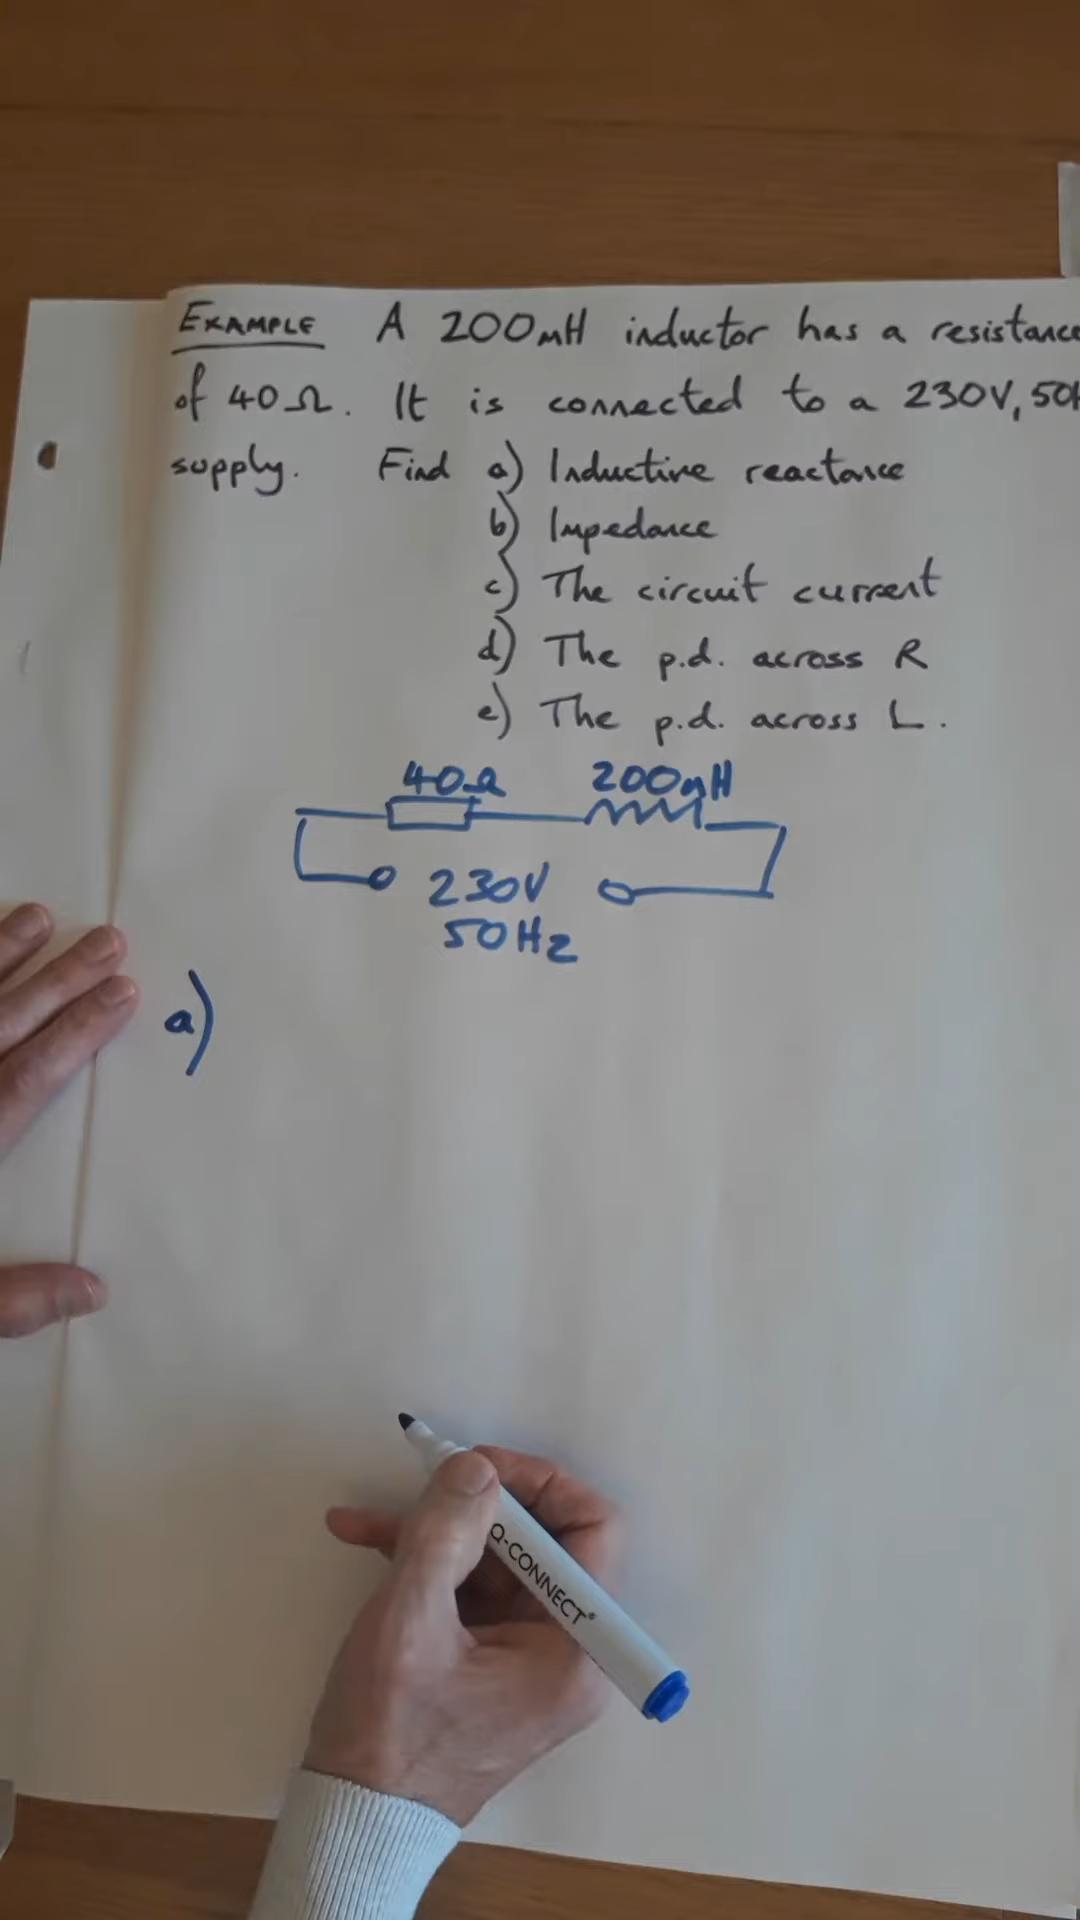 EXAMPLE A 200mH inductor has a resistance
of 40Ω. It is connected to a 230V, 50H
supply. Find a) Inductive reactance
b) Impedance
c) The circuit current
d) The p.d. across R
e) The p.d. across L.
40Ω 200mH
230V
50Hz
a)
Q-CONNECT®